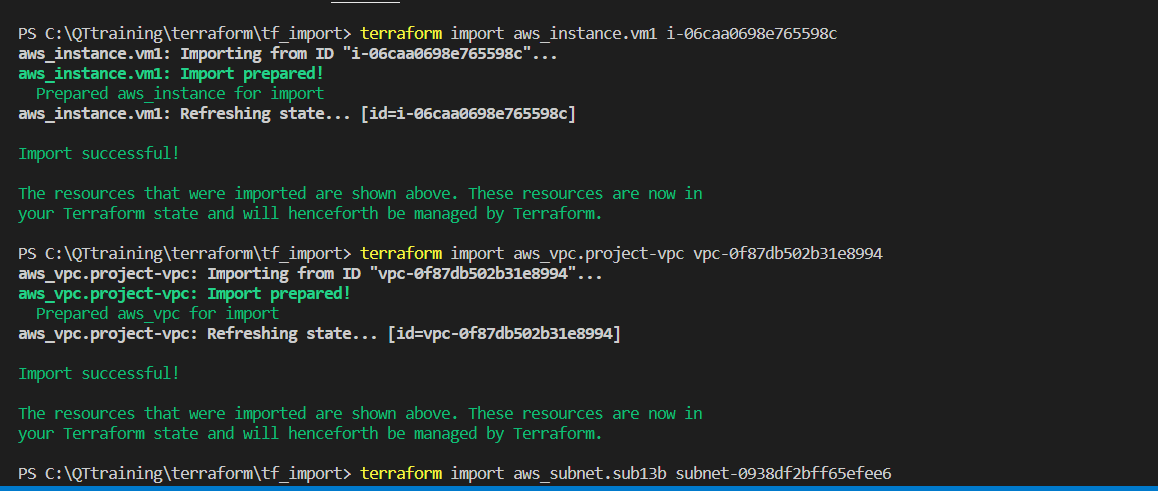 PS C:\QTtraining\terraform\tf_import> terraform import aws_instance.vm1 i-06caa0698e765598c
aws_instance.vm1: Importing from ID "i-06caa0698e765598c"...
aws_instance.vm1: Import prepared!
  Prepared aws_instance for import
aws_instance.vm1: Refreshing state... [id=i-06caa0698e765598c]
Import successful!
The resources that were imported are shown above. These resources are now in
your Terraform state and will henceforth be managed by Terraform.
PS C:\QTtraining\terraform\tf_import> terraform import aws_vpc.project-vpc vpc-0f87db502b31e8994
aws_vpc.project-vpc: Importing from ID "vpc-0f87db502b31e8994"...
aws_vpc.project-vpc: Import prepared!
  Prepared aws_vpc for import
aws_vpc.project-vpc: Refreshing state... [id=vpc-0f87db502b31e8994]
Import successful!
The resources that were imported are shown above. These resources are now in
your Terraform state and will henceforth be managed by Terraform.
PS C:\QTtraining\terraform\tf_import> terraform import aws_subnet.sub13b subnet-0938df2bff65efee6